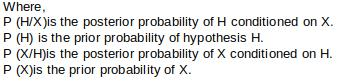 Where,
P (H/X)is the posterior probability of H conditioned on X.
P (H) is the prior probability of hypothesis H.
P (X/H)is the posterior probability of X conditioned on H.
P (X)is the prior probability of X.